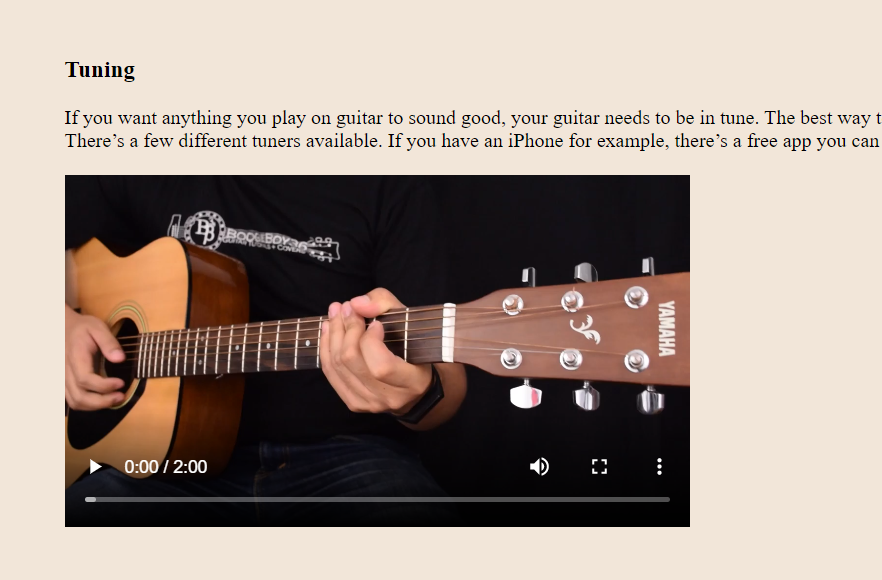 Tuning
If you want anything you play on guitar to sound good, your guitar needs to be in tune. The best way t
There’s a few different tuners available. If you have an iPhone for example, there’s a free app you can
YAMAHA
0:00 / 2:00